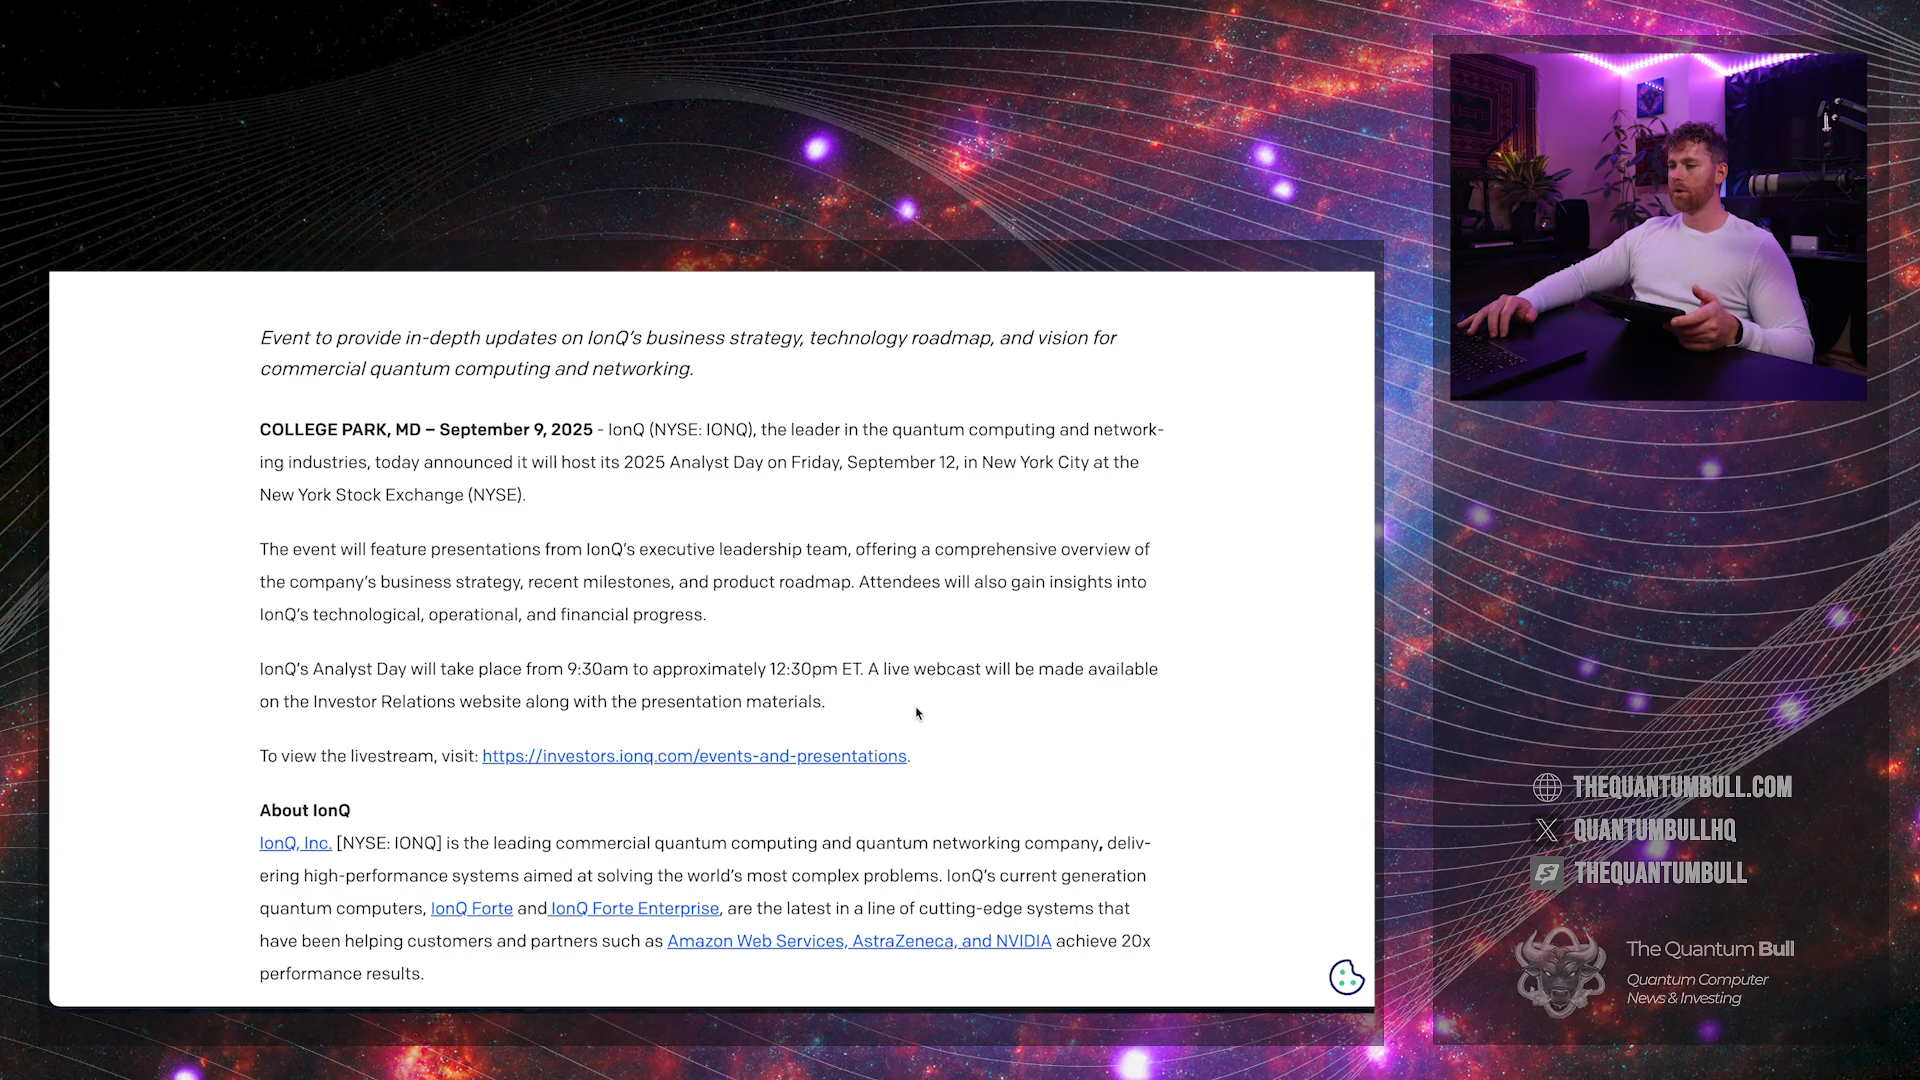 Event to provide in-depth updates on IonQ's business strategy, technology roadmap, and vision for
commercial quantum computing and networking.
COLLEGE PARK, MD – September 9, 2025 - IonQ (NYSE: IONQ), the leader in the quantum computing and network-
ing industries, today announced it will host its 2025 Analyst Day on Friday, September 12, in New York City at the
New York Stock Exchange (NYSE).
The event will feature presentations from IonQ's executive leadership team, offering a comprehensive overview of
the company's business strategy, recent milestones, and product roadmap. Attendees will also gain insights into
IonQ's technological, operational, and financial progress.
IonQ's Analyst Day will take place from 9:30am to approximately 12:30pm ET. A live webcast will be made available
on the Investor Relations website along with the presentation materials.
To view the livestream, visit: https://investors.ionq.com/events-and-presentations.
About IonQ
IonQ, Inc. [NYSE: IONQ] is the leading commercial quantum computing and quantum networking company, deliv-
ering high-performance systems aimed at solving the world's most complex problems. IonQ's current generation
quantum computers, IonQ Forte and IonQ Forte Enterprise, are the latest in a line of cutting-edge systems that
have been helping customers and partners such as Amazon Web Services, AstraZeneca, and NVIDIA achieve 20x
performance results.
THEQUANTUMBULL.COM
QUANTUMBULLHQ
THEQUANTUMBULL
The Quantum Bull
Quantum Computer
News & Investing